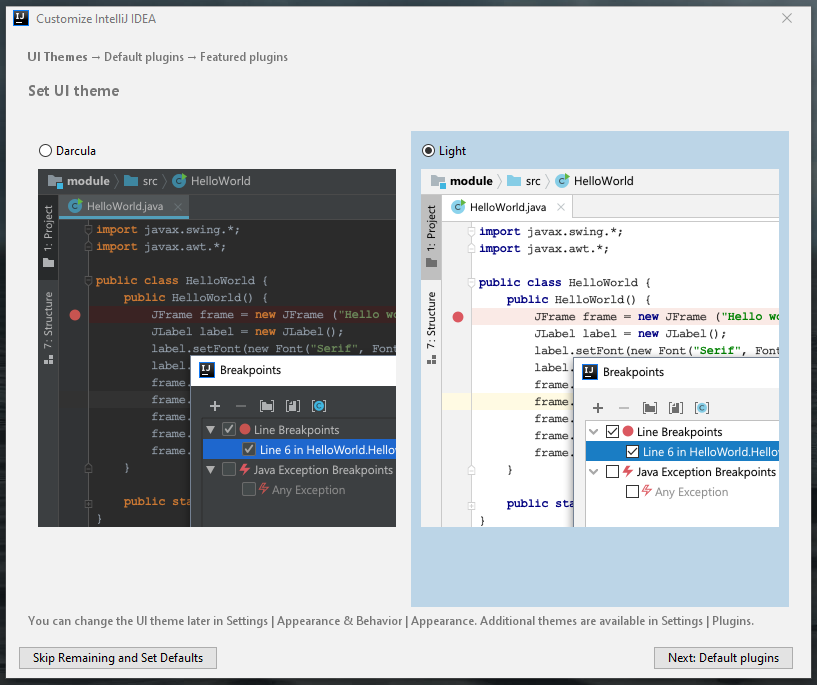 IJ Customize IntelliJ IDEA
UI Themes → Default plugins → Featured plugins
Set UI theme
Darcula
module src HelloWorld
HelloWorld.java
1: Project
7: Structure
import javax.swing.*;
import javax.awt.*;
public class HelloWorld {
public HelloWorld() {
JFrame frame = new JFrame ("Hello wo
JLabel label = new JLabel();
label.setFont(new Font("Serif", Font
label.
frame.
frame.
frame.
frame.
frame.
}
public sta
}
IJ Breakpoints
Line Breakpoints
Line 6 in HelloWorld.Hello
Java Exception Breakpoints
Any Exception
Light
module src HelloWorld
HelloWorld.java
1: Project
7: Structure
import javax.swing.*;
import javax.awt.*;
public class HelloWorld {
public HelloWorld() {
JFrame frame = new JFrame ("Hello wo
JLabel label = new JLabel();
label.setFont(new Font("Serif", Font
label.
frame.
frame.
frame.
frame.
frame.
}
public sta
}
IJ Breakpoints
Line Breakpoints
Line 6 in HelloWorld.Hello
Java Exception Breakpoints
Any Exception
You can change the UI theme later in Settings | Appearance & Behavior | Appearance. Additional themes are available in Settings | Plugins.
Skip Remaining and Set Defaults
Next: Default plugins